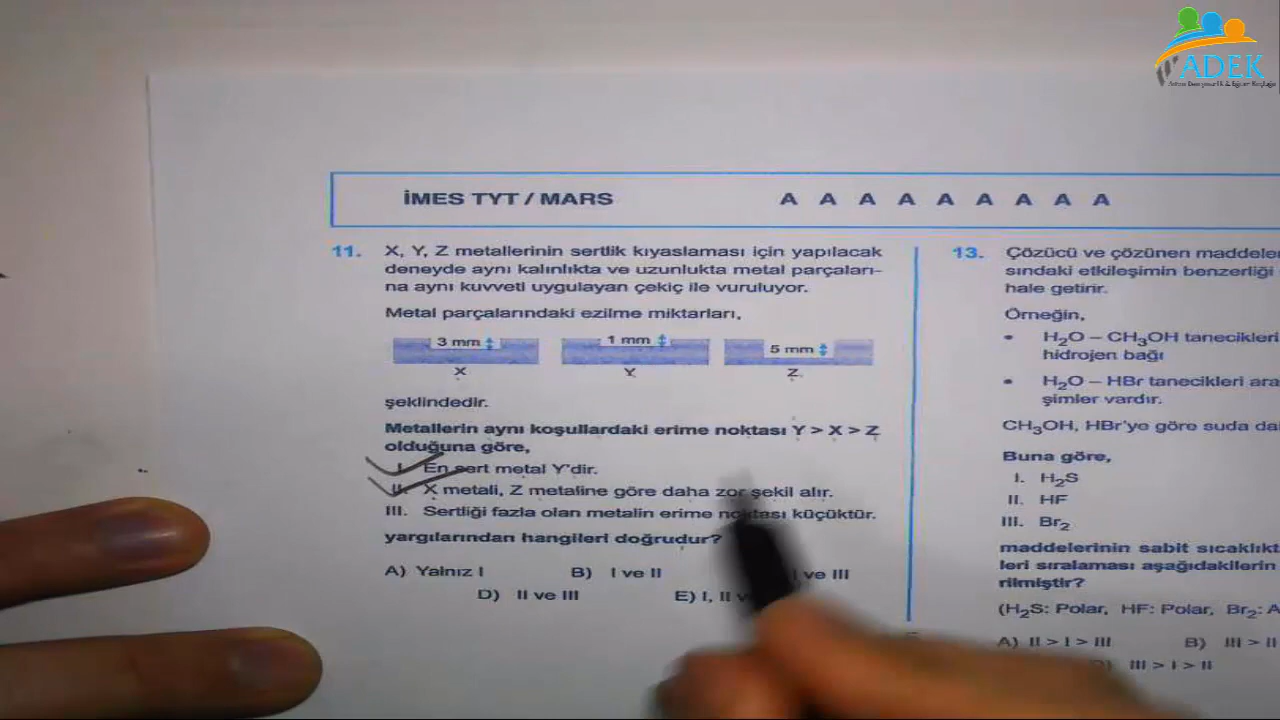 ADEK
İMES TYT / MARS
A A A A A A A A A
11. X, Y, Z metallerinin sertlik kıyaslaması için yapılacak
deneyde aynı kalınlıkta ve uzunlukta metal parçaları-
na aynı kuvveti uygulayan çekiç ile vuruluyor.
Metal parçalarındaki ezilme miktarları,
3 mm 1 mm 5 mm
X Y Z
şeklindedir.
Metallerin aynı koşullardaki erime noktası Y > X > Z
olduğuna göre,
I. En sert metal Y'dir.
II. X metali, Z metaline göre daha zor şekil alır.
III. Sertliği fazla olan metalin erime noktası küçüktür.
yargılarından hangileri doğrudur?
A) Yalnız I B) I ve II I ve III
D) II ve III E) I, II v
13. Çözücü ve çözünen maddele
sındaki etkileşimin benzerliği
hale getirir.
Örneğin,
• H₂O – CH₃OH tanecikleri
hidrojen bağı
• H₂O – HBr tanecikleri ara
şimler vardır.
CH₃OH, HBr'ye göre suda da
Buna göre,
I. H₂S
II. HF
III. Br₂
maddelerinin sabit sıcaklıkt
leri sıralaması aşağıdakilerin
rilmiştir?
(H₂S: Polar, HF: Polar, Br₂: A
A) II > I > III B) III > II
III > I > II